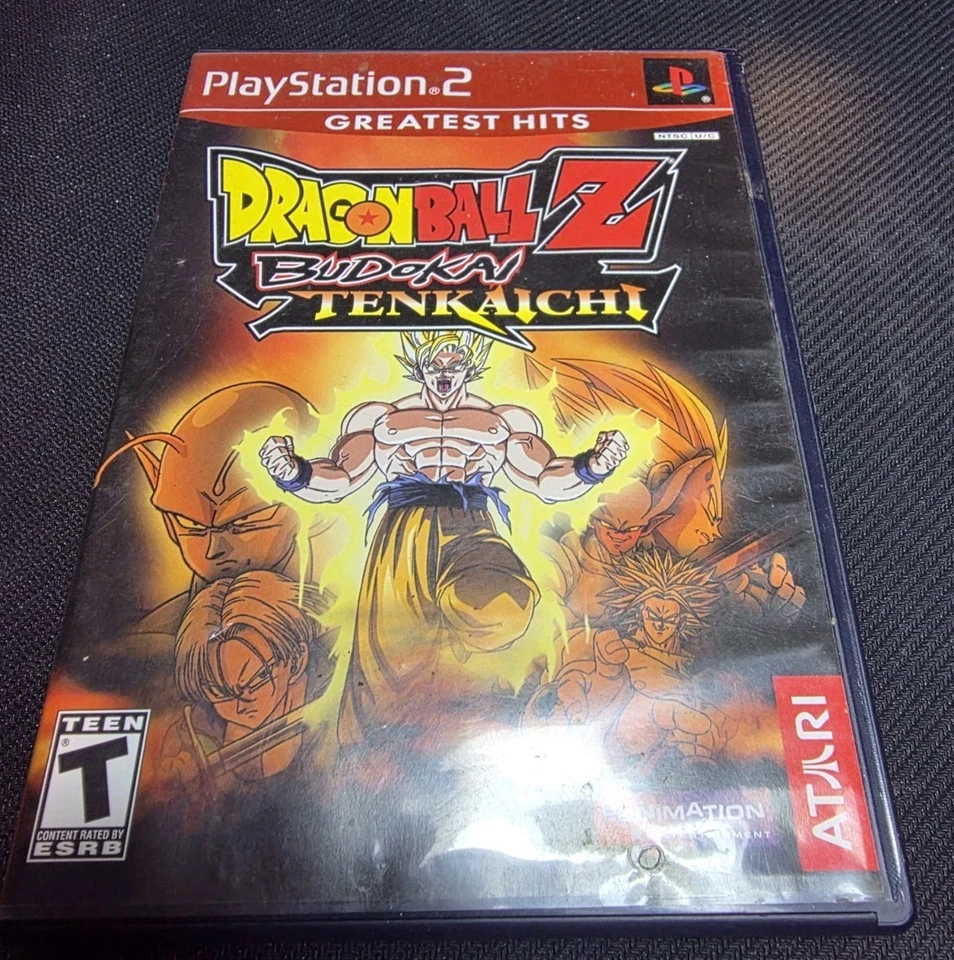 PlayStation®2
®
GREATEST HITS
NTSC U/C
DRAGON BALL Z
BUDOKAI
TENKAICHI
TEEN
®
T
CONTENT RATED BY
ESRB
ATARI